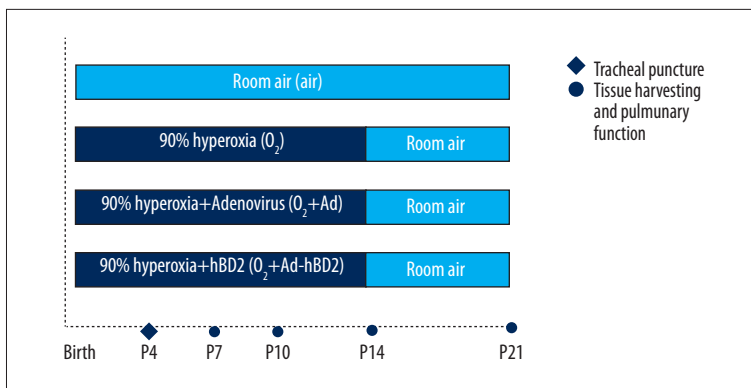 Room air (air)
90% hyperoxia (O₂)
Room air
90% hyperoxia+Adenovirus (O₂+Ad)
Room air
90% hyperoxia+hBD2 (O₂+Ad-hBD2)
Room air
Birth
P4
P7
P10
P14
P21
Tracheal puncture
Tissue harvesting
and pulmunary
function